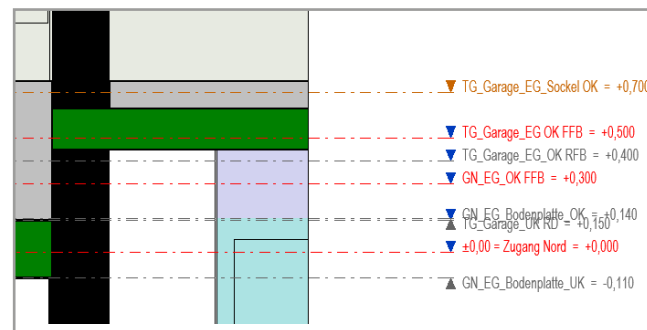 TG_Garage_EG_Sockel OK = +0,700
TG_Garage_EG OK FFB = +0,500
TG_Garage_EG_OK RFB = +0,400
GN_EG_OK FFB = +0,300
GN_EG_Bodenplatte_OK = +0,140
TG_Garage_UK RD = +0,150
±0,00 = Zugang Nord = +0,000
GN_EG_Bodenplatte_UK = -0,110